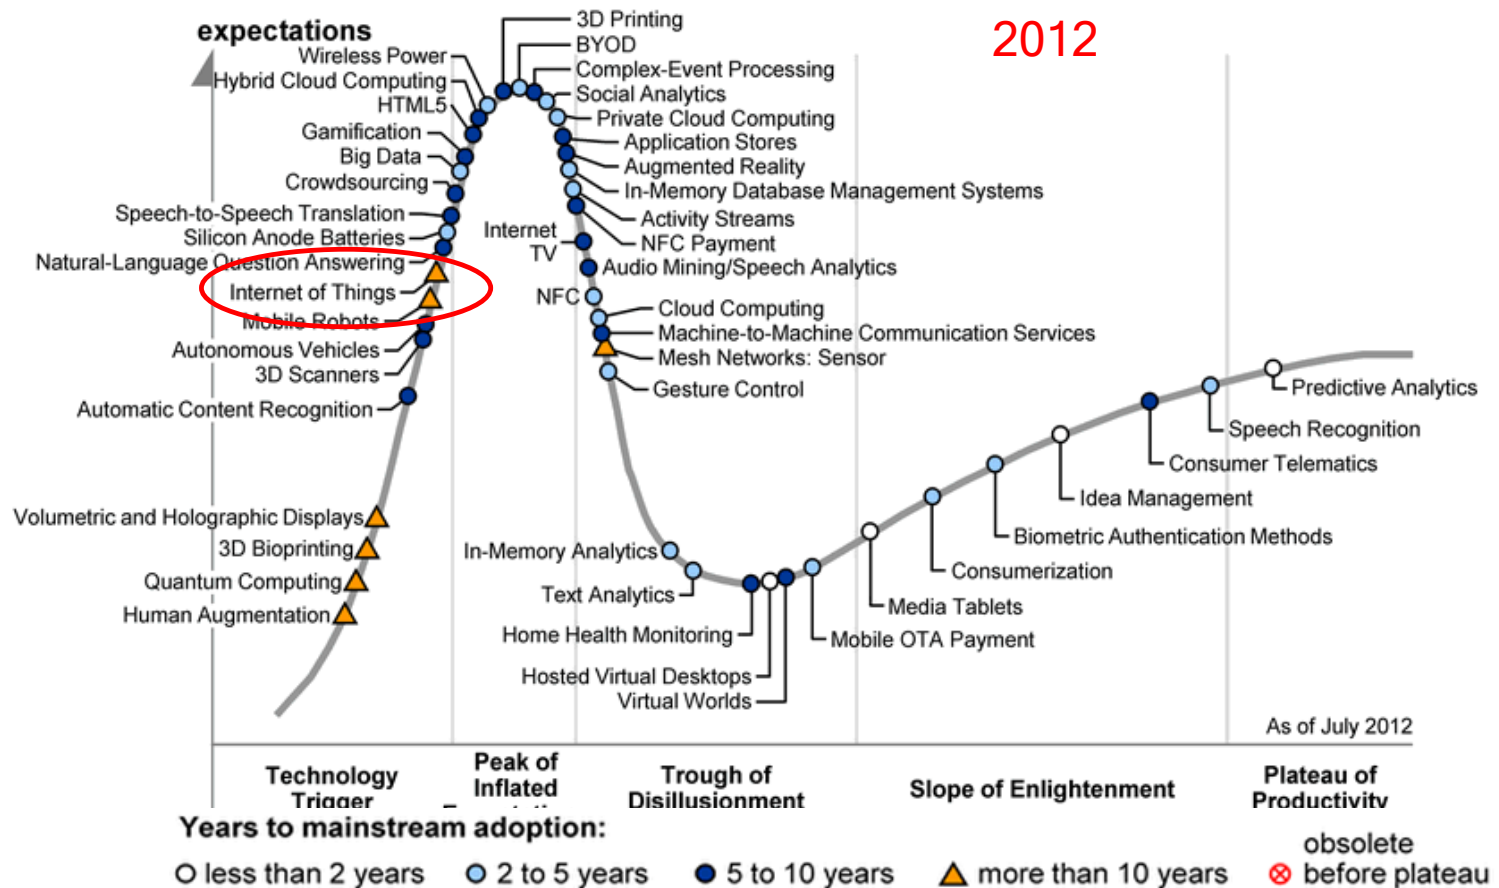 expectations
2012
3D Printing
BYOD
Wireless Power
Complex-Event Processing
Hybrid Cloud Computing
Social Analytics
HTML5
Private Cloud Computing
Gamification
Application Stores
Big Data
Augmented Reality
Crowdsourcing
In-Memory Database Management Systems
Speech-to-Speech Translation
Activity Streams
Silicon Anode Batteries
Internet
TV
NFC Payment
Natural-Language Question Answering
Audio Mining/Speech Analytics
Internet of Things
NFC
Cloud Computing
Mobile Robots
Machine-to-Machine Communication Services
Autonomous Vehicles
Mesh Networks: Sensor
3D Scanners
Gesture Control
Automatic Content Recognition
Predictive Analytics
Speech Recognition
Consumer Telematics
Idea Management
Volumetric and Holographic Displays
Biometric Authentication Methods
3D Bioprinting
In-Memory Analytics
Consumerization
Quantum Computing
Text Analytics
Media Tablets
Human Augmentation
Home Health Monitoring
Mobile OTA Payment
Hosted Virtual Desktops
Virtual Worlds
As of July 2012
Technology
Trigger
Peak of
Inflated
Trough of
Disillusionment
Slope of Enlightenment
Plateau of
Productivity
Years to mainstream adoption:
less than 2 years
2 to 5 years
5 to 10 years
more than 10 years
obsolete
before plateau